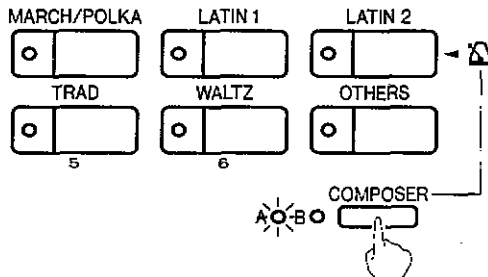 MARCH/POLKA LATIN 1 LATIN 2
TRAD WALTZ OTHERS
5 6
COMPOSER
A B